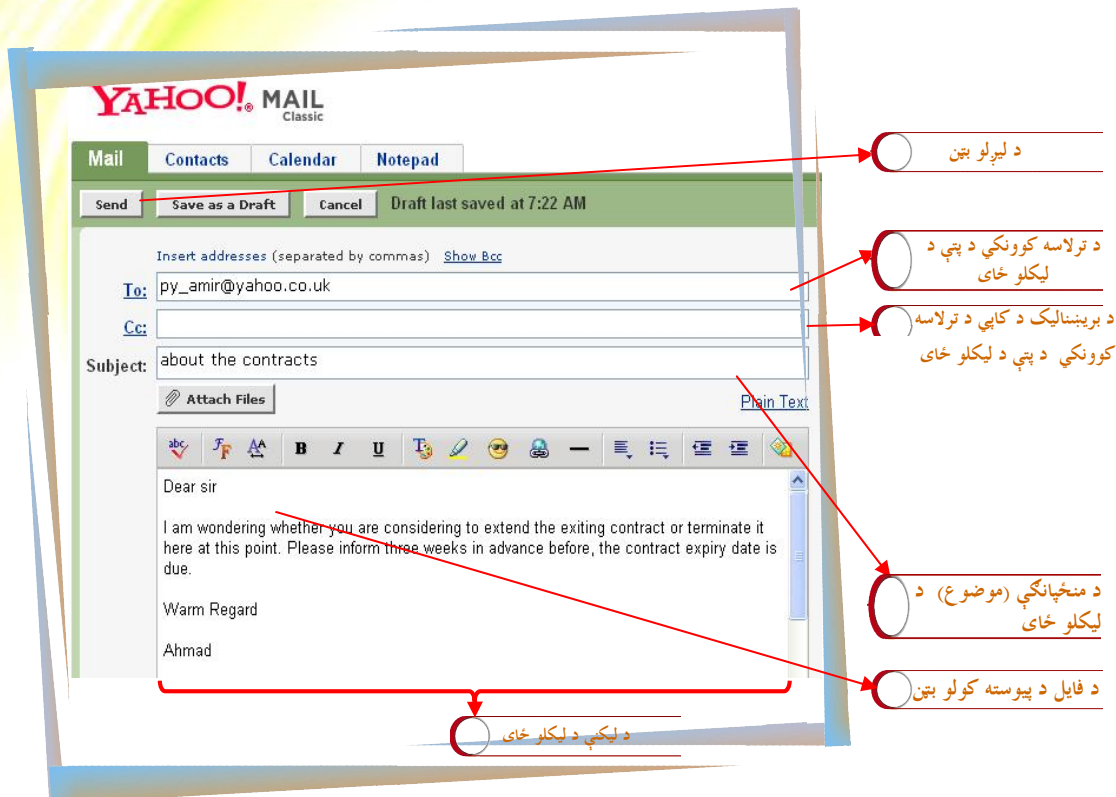 YAHOO!® MAIL
Classic
Mail Contacts Calendar Notepad
Send Save as a Draft Cancel Draft last saved at 7:22 AM
Insert addresses (separated by commas) Show Bcc
To: py_amir@yahoo.co.uk
Cc:
Subject: about the contracts
Attach Files Plain Text
abc F F A A B I U T
Dear sir
I am wondering whether you are considering to extend the exiting contract or terminate it
here at this point. Please inform three weeks in advance before, the contract expiry date is
due.
Warm Regard
Ahmad
د لیږلو بټن
د ترلاسه کوونکي د پتې د
لیکلو ځای
د بریښنالیک د کاپي د ترلاسه
کوونکي د پتې د لیکلو ځای
د منځپانګې (موضوع) د
لیکلو ځای
د فایل د پیوسته کولو بټن
د لیکنې د لیکلو ځای